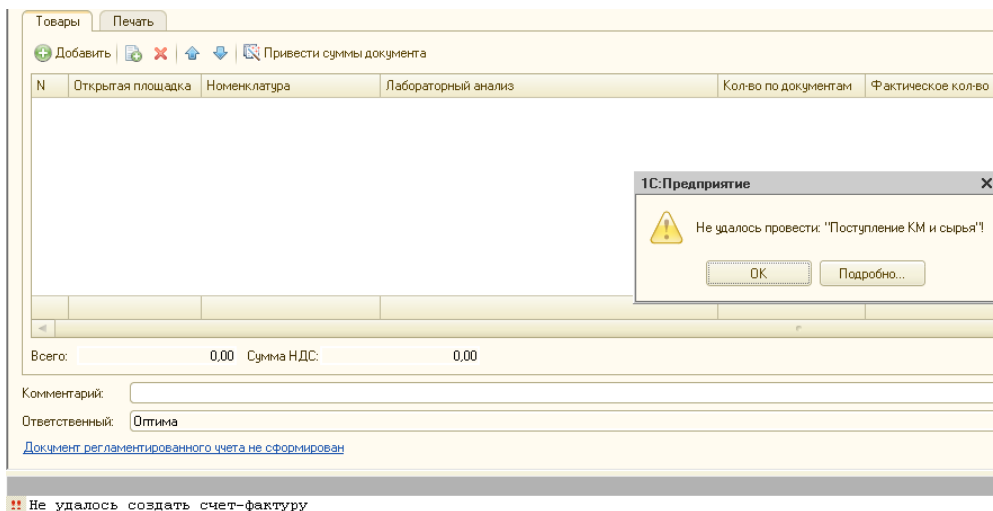 Товары Печать
Добавить Привести суммы документа
N Открытая площадка Номенклатура Лабораторный анализ Кол-во по документам Фактическое кол-во
1С:Предприятие
Не удалось провести: "Поступление КМ и сырья"!
ОК Подробно...
Всего: 0,00 Сумма НДС: 0,00
Комментарий:
Ответственный: Оптима
Документ регламентированного учета не сформирован
!! Не удалось создать счет-фактуру